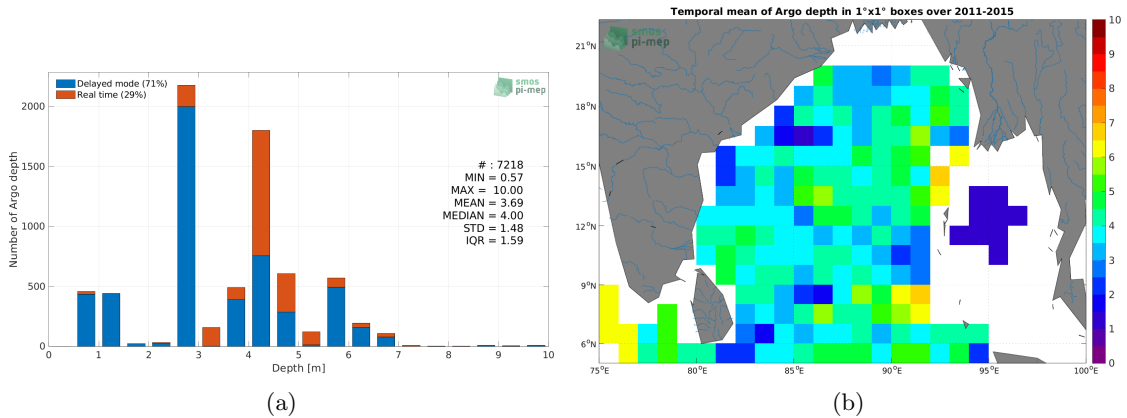 Delayed mode (71%)
Real time (29%)
smos
pi-mep
# : 7218
MIN = 0.57
MAX = 10.00
MEAN = 3.69
MEDIAN = 4.00
STD = 1.48
IQR = 1.59
Number of Argo depth
2000
1500
1000
500
0
0 1 2 3 4 5 6 7 8 9 10
Depth [m]
(a)
Temporal mean of Argo depth in 1°x1° boxes over 2011-2015
smos
pi-mep
21°N
18°N
15°N
12°N
9°N
6°N
75°E 80°E 85°E 90°E 95°E 100°E
10
9
8
7
6
5
4
3
2
1
0
(b)